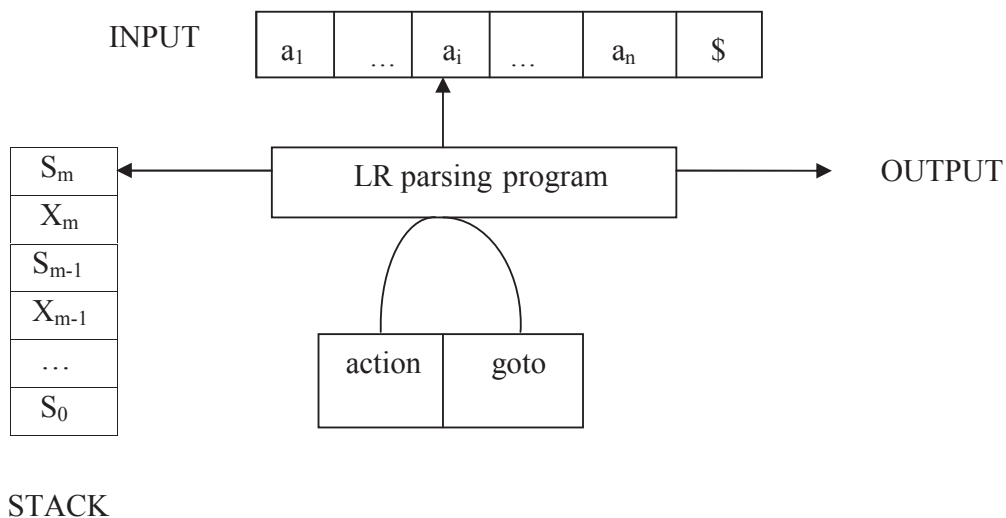 INPUT
a₁ … aᵢ … aₙ $
LR parsing program
OUTPUT
Sₘ
Xₘ
Sₘ₋₁
Xₘ₋₁
…
S₀
action goto
STACK